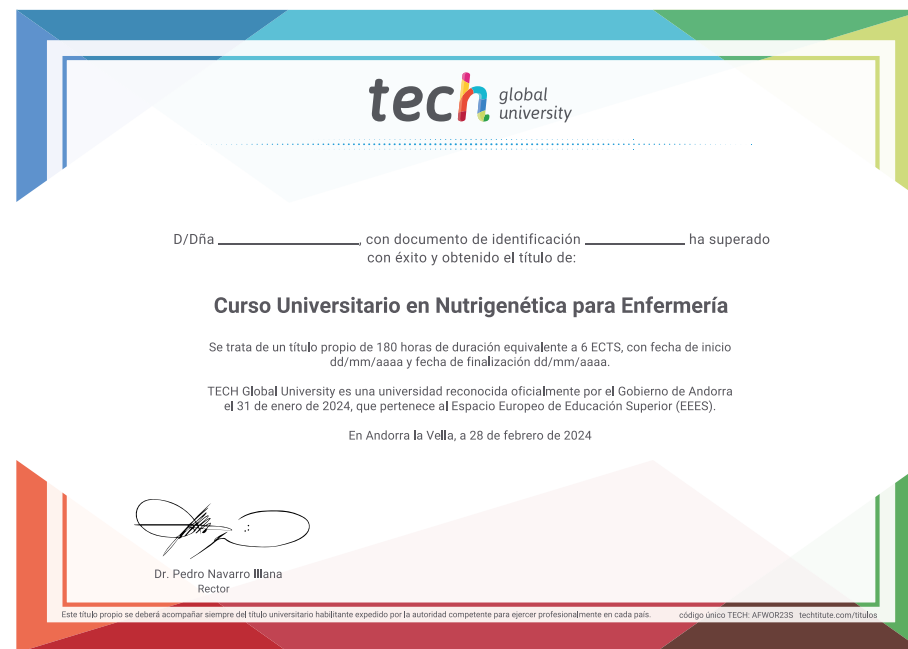 tech global
university
D/Dña ____________________, con documento de identificación ______________ ha superado
con éxito y obtenido el título de:
Curso Universitario en Nutrigenética para Enfermería
Se trata de un título propio de 180 horas de duración equivalente a 6 ECTS, con fecha de inicio
dd/mm/aaaa y fecha de finalización dd/mm/aaaa.
TECH Global University es una universidad reconocida oficialmente por el Gobierno de Andorra
el 31 de enero de 2024, que pertenece al Espacio Europeo de Educación Superior (EEES).
En Andorra la Vella, a 28 de febrero de 2024
Dr. Pedro Navarro Illana
Rector
Este título propio se deberá acompañar siempre del título universitario habilitante expedido por la autoridad competente para ejercer profesionalmente en cada país. código único TECH: AFWOR23S techtitute.com/titulos